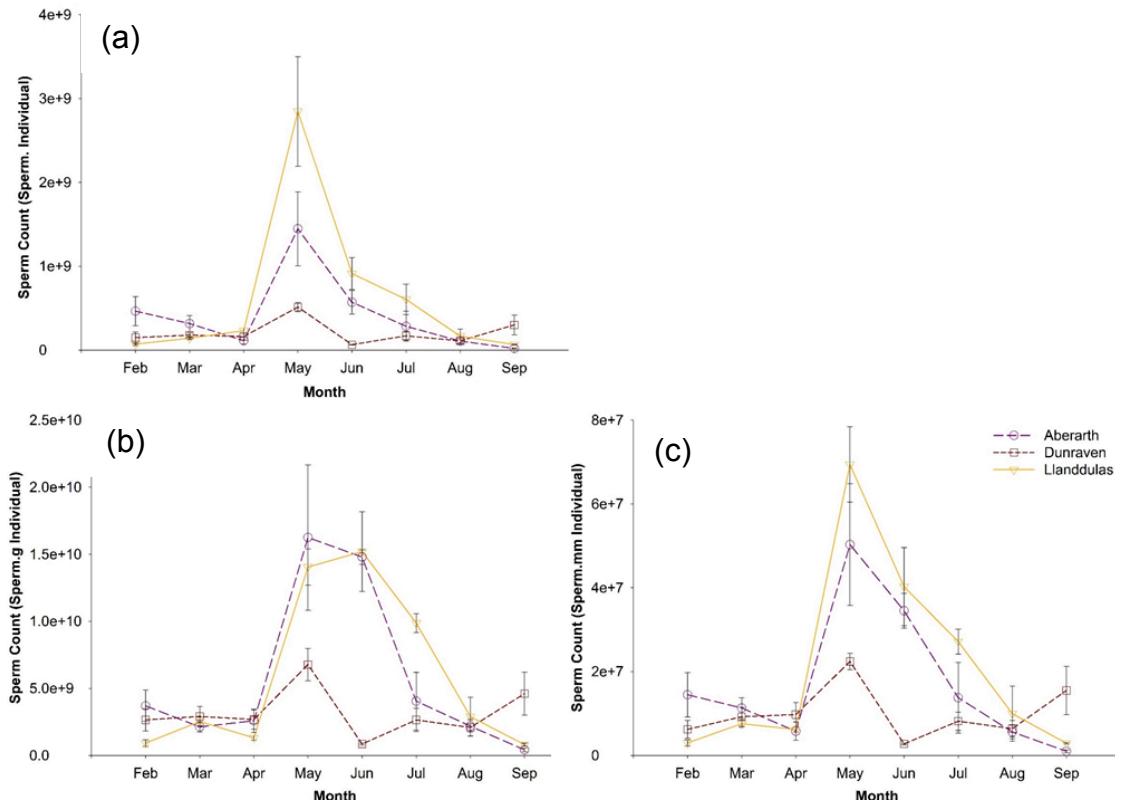 (a)
Sperm Count (Sperm. Individual)
4e+9
3e+9
2e+9
1e+9
0
Feb Mar Apr May Jun Jul Aug Sep
Month
(b)
Sperm Count (Sperm.g Individual)
2.5e+10
2.0e+10
1.5e+10
1.0e+10
5.0e+9
0.0
Feb Mar Apr May Jun Jul Aug Sep
Month
(c)
Sperm Count (Sperm.mm Individual)
8e+7
6e+7
4e+7
2e+7
0
Feb Mar Apr May Jun Jul Aug Sep
Month
Aberarth
Dunraven
Llanddulas